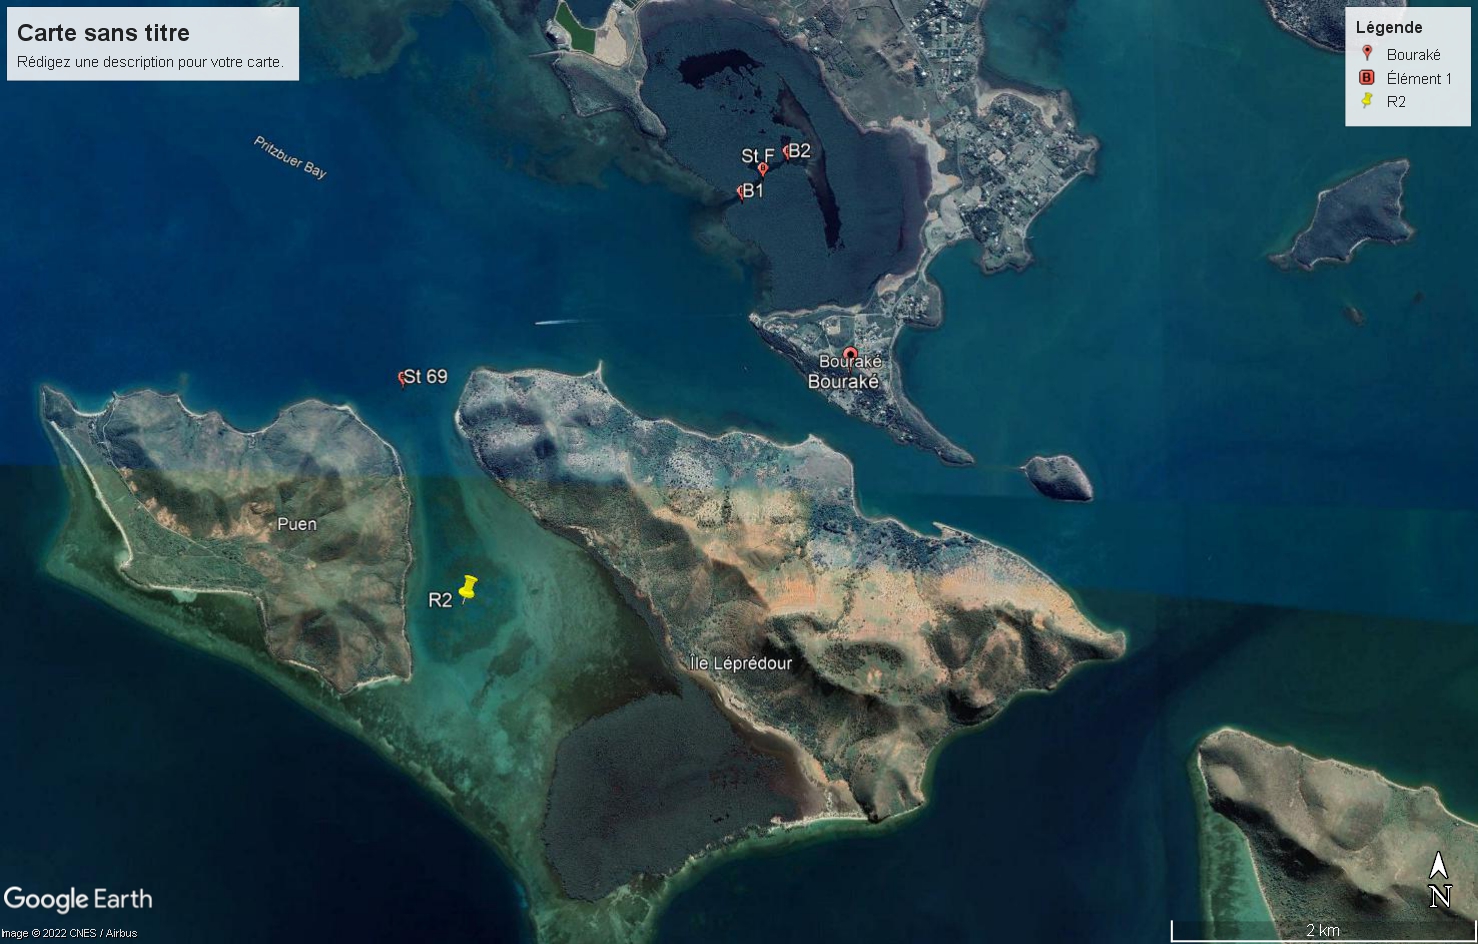 Carte sans titre
Rédigez une description pour votre carte.
Légende
Bouraké
B
Élément 1
R2
Pritzbuer Bay
St F
B2
B1
St 69
Bouraké
Bouraké
Puen
R2
Île Léprédour
Google Earth
N
Image © 2022 CNES / Airbus
2 km